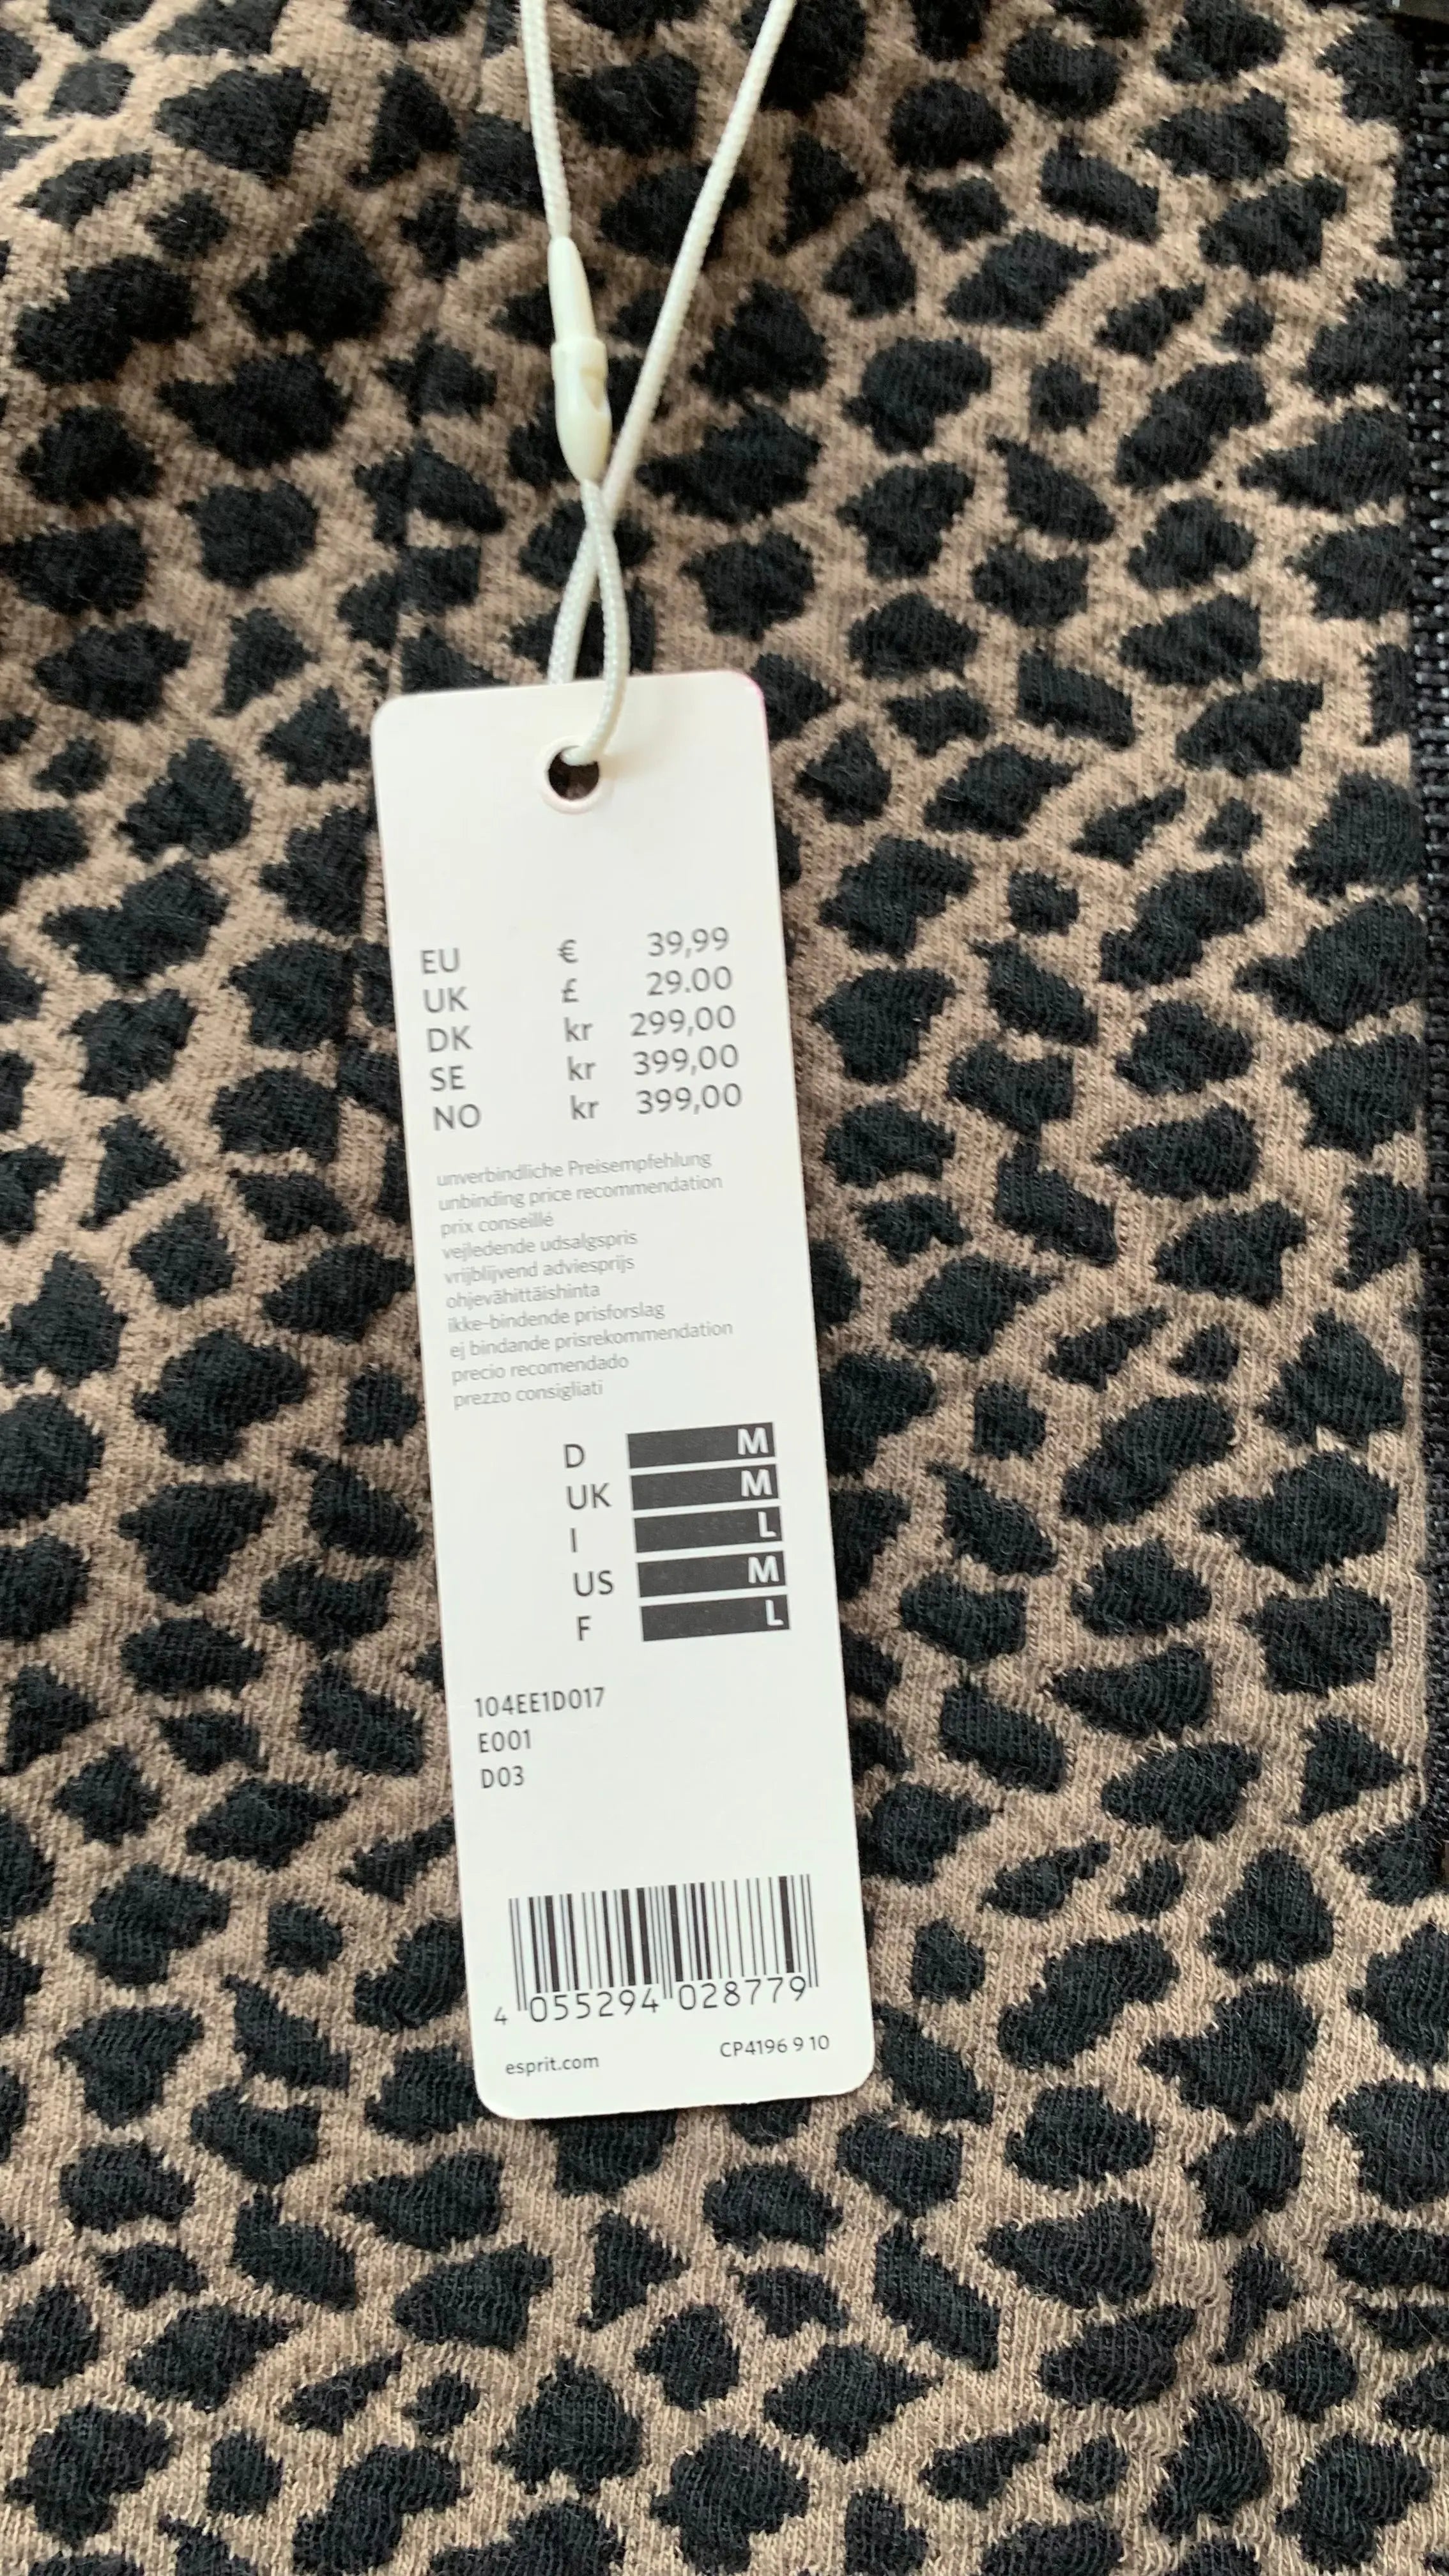 EU € 39,99
UK £ 29.00
DK kr 299,00
SE kr 399,00
NO kr 399,00
unverbindliche Preisempfehlung
unbinding price recommendation
prix conseillé
vejledende udsalgspris
vrijblijvend adviesprijs
ohjevähittäishinta
ikke-bindende prisforslag
ej bindande prisrekommendation
precio recomendado
prezzo consigliati
D M
UK M
I L
US M
F L
104EE1D017
E001
D03
4 055294 028779
esprit.com CP4196 9 10